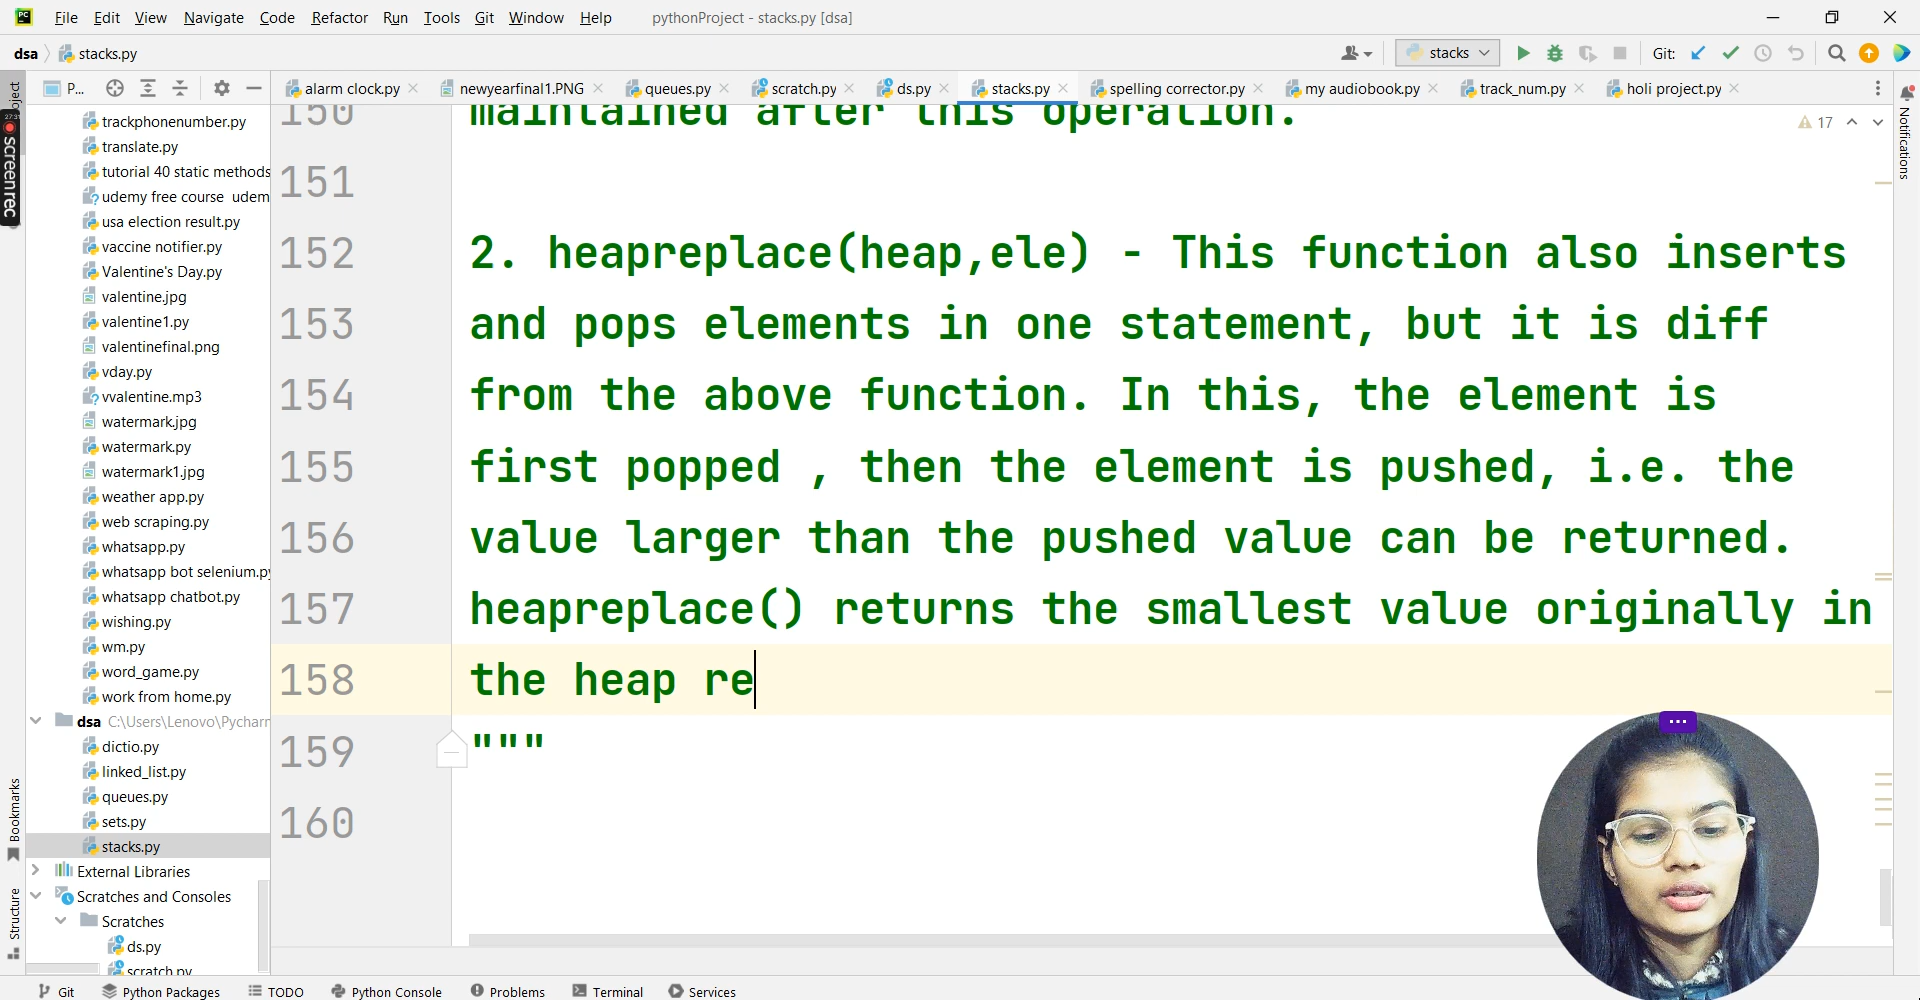 File Edit View Navigate Code Refactor Run Tools Git Window Help pythonProject - stacks.py [dsa]
dsa stacks.py stacks Git:
Project P... alarm clock.py newyearfinal1.PNG queues.py scratch.py ds.py stacks.py spelling corrector.py my audiobook.py track_num.py holi project.py
Notifications
screenrec
17
trackphonenumber.py
translate.py
tutorial 40 static methods
udemy free course udem
usa election result.py
vaccine notifier.py
Valentine's Day.py
valentine.jpg
valentine1.py
valentinefinal.png
vday.py
vvalentine.mp3
watermark.jpg
watermark.py
watermark1.jpg
weather app.py
web scraping.py
whatsapp.py
whatsapp bot selenium.py
whatsapp chatbot.py
wishing.py
wm.py
word_game.py
work from home.py
dsa C:\Users\Lenovo\Pycharm
dictio.py
linked_list.py
queues.py
sets.py
stacks.py
External Libraries
Scratches and Consoles
Scratches
ds.py
scratch.py
Bookmarks
Structure
150 maintained after this operation.
151
152 2. heapreplace(heap,ele) - This function also inserts
153 and pops elements in one statement, but it is diff
154 from the above function. In this, the element is
155 first popped , then the element is pushed, i.e. the
156 value larger than the pushed value can be returned.
157 heapreplace() returns the smallest value originally in
158 the heap re
159 """
160
Git Python Packages TODO Python Console Problems Terminal Services